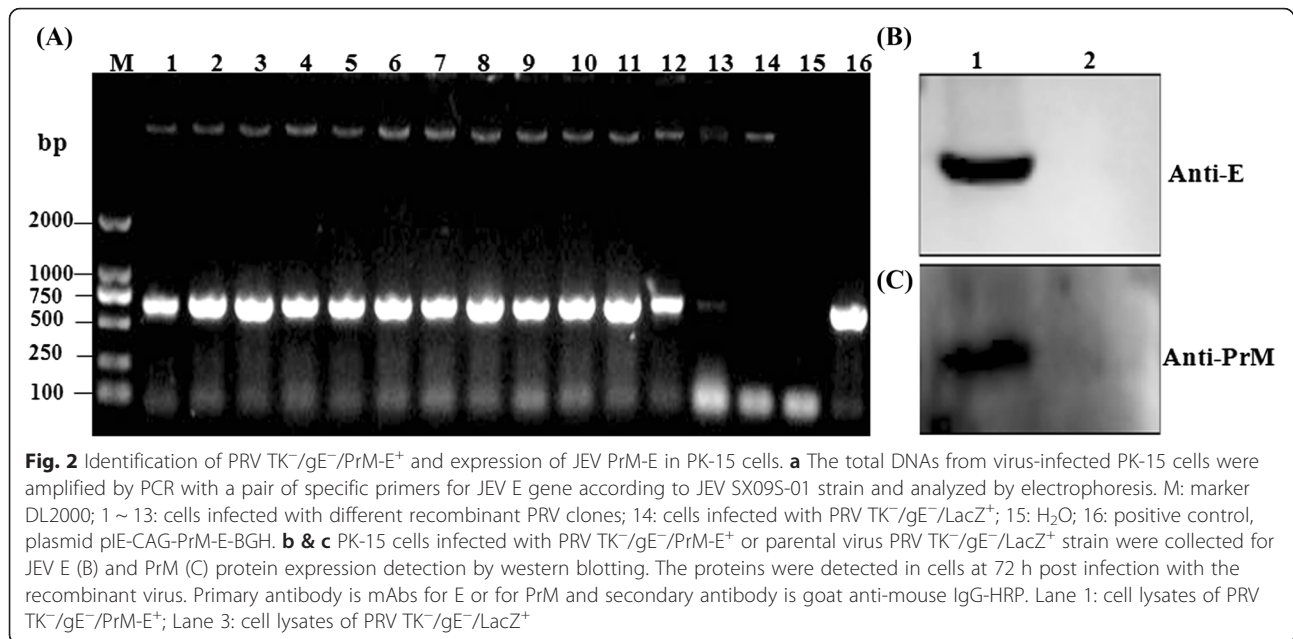 (A)
M 1 2 3 4 5 6 7 8 9 10 11 12 13 14 15 16
bp
2000
1000
750
500
250
100
(B)
1 2
Anti-E
(C)
Anti-PrM
Fig. 2 Identification of PRV TK⁻/gE⁻/PrM-E⁺ and expression of JEV PrM-E in PK-15 cells. a The total DNAs from virus-infected PK-15 cells were
amplified by PCR with a pair of specific primers for JEV E gene according to JEV SX09S-01 strain and analyzed by electrophoresis. M: marker
DL2000; 1 ~ 13: cells infected with different recombinant PRV clones; 14: cells infected with PRV TK⁻/gE⁻/LacZ⁺; 15: H₂O; 16: positive control,
plasmid pIE-CAG-PrM-E-BGH. b & c PK-15 cells infected with PRV TK⁻/gE⁻/PrM-E⁺ or parental virus PRV TK⁻/gE⁻/LacZ⁺ strain were collected for
JEV E (B) and PrM (C) protein expression detection by western blotting. The proteins were detected in cells at 72 h post infection with the
recombinant virus. Primary antibody is mAbs for E or for PrM and secondary antibody is goat anti-mouse IgG-HRP. Lane 1: cell lysates of PRV
TK⁻/gE⁻/PrM-E⁺; Lane 3: cell lysates of PRV TK⁻/gE⁻/LacZ⁺